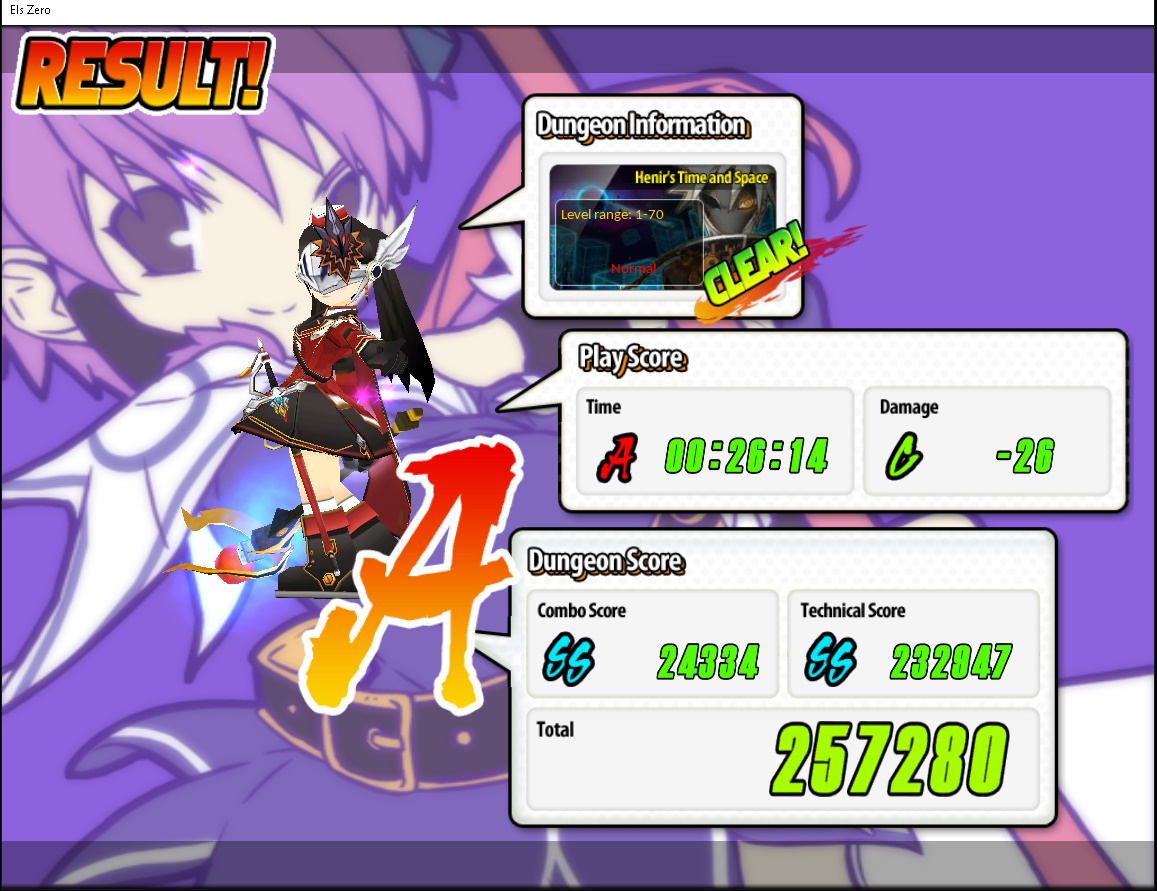 Els Zero
RESULT!
Dungeon Information
Henir's Time and Space
Level range: 1-70
Normal
CLEAR!
Play Score
Time
Damage
A 00:26:14
C -26
A
Dungeon Score
Combo Score
Technical Score
SS 24334
SS 232947
Total
257280